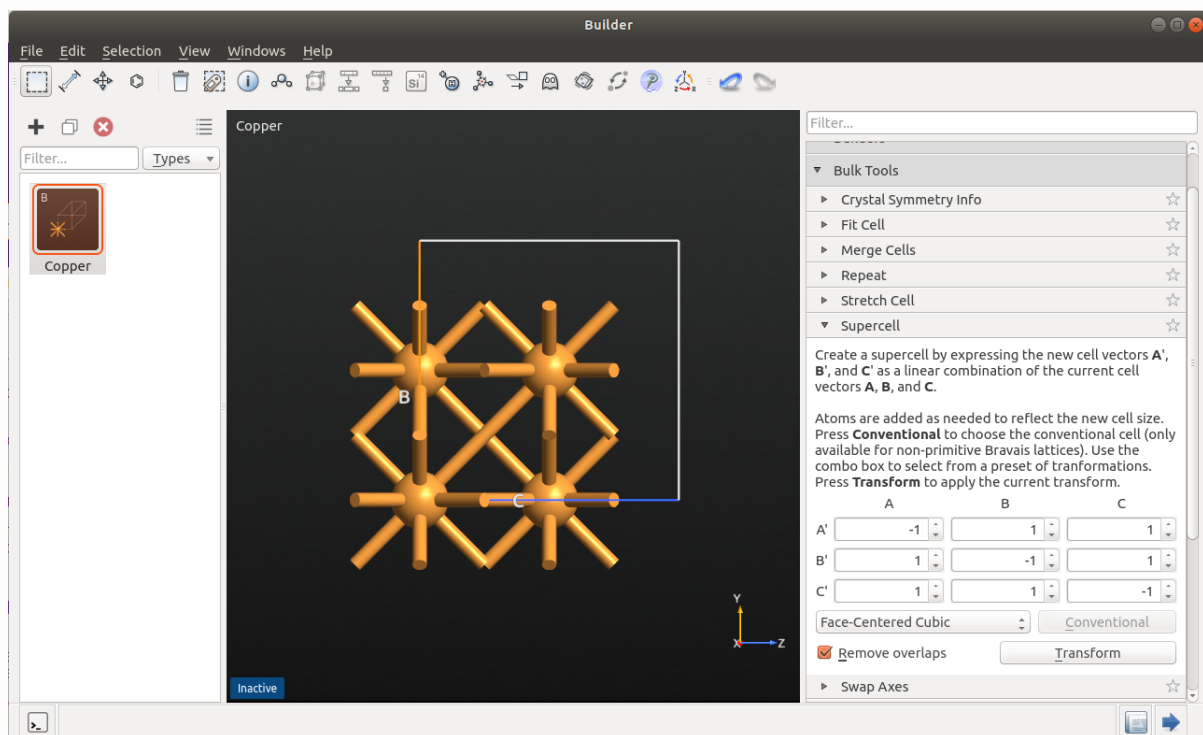 Builder
File Edit Selection View Windows Help
Si 14
Filter...
Types
B
Copper
Copper
B
C
Y
X
Z
Inactive
Filter...
Bulk Tools
Crystal Symmetry Info
Fit Cell
Merge Cells
Repeat
Stretch Cell
Supercell
Create a supercell by expressing the new cell vectors A',
B', and C' as a linear combination of the current cell
vectors A, B, and C.
Atoms are added as needed to reflect the new cell size.
Press Conventional to choose the conventional cell (only
available for non-primitive Bravais lattices). Use the
combo box to select from a preset of tranformations.
Press Transform to apply the current transform.
A B C
A' -1 1 1
B' 1 -1 1
C' 1 1 -1
Face-Centered Cubic Conventional
Remove overlaps Transform
Swap Axes